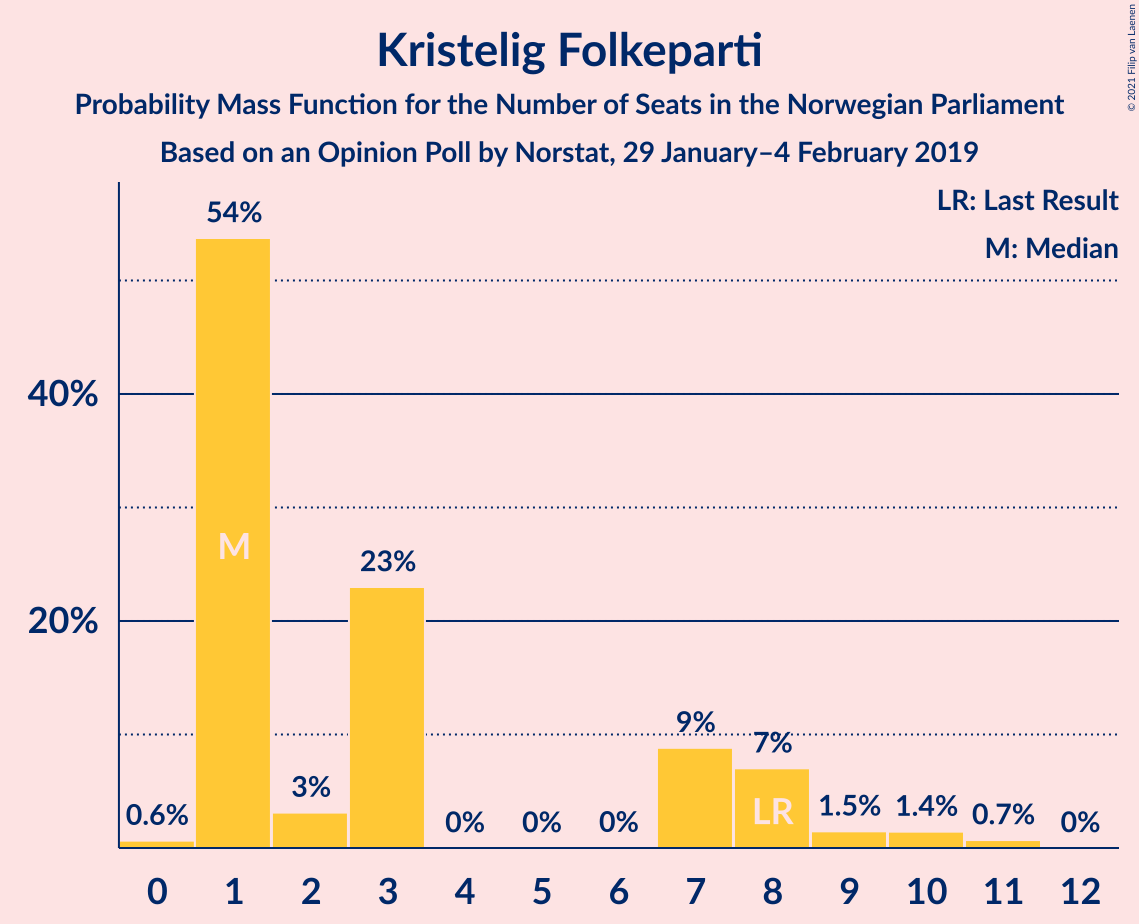 Kristelig Folkeparti
Probability Mass Function for the Number of Seats in the Norwegian Parliament
Based on an Opinion Poll by Norstat, 29 January–4 February 2019
© 2021 Filip van Laenen
LR: Last Result
M: Median
40%
20%
0.6%
54%
3%
23%
0%
0%
0%
9%
7%
1.5%
1.4%
0.7%
0%
M
LR
0 1 2 3 4 5 6 7 8 9 10 11 12